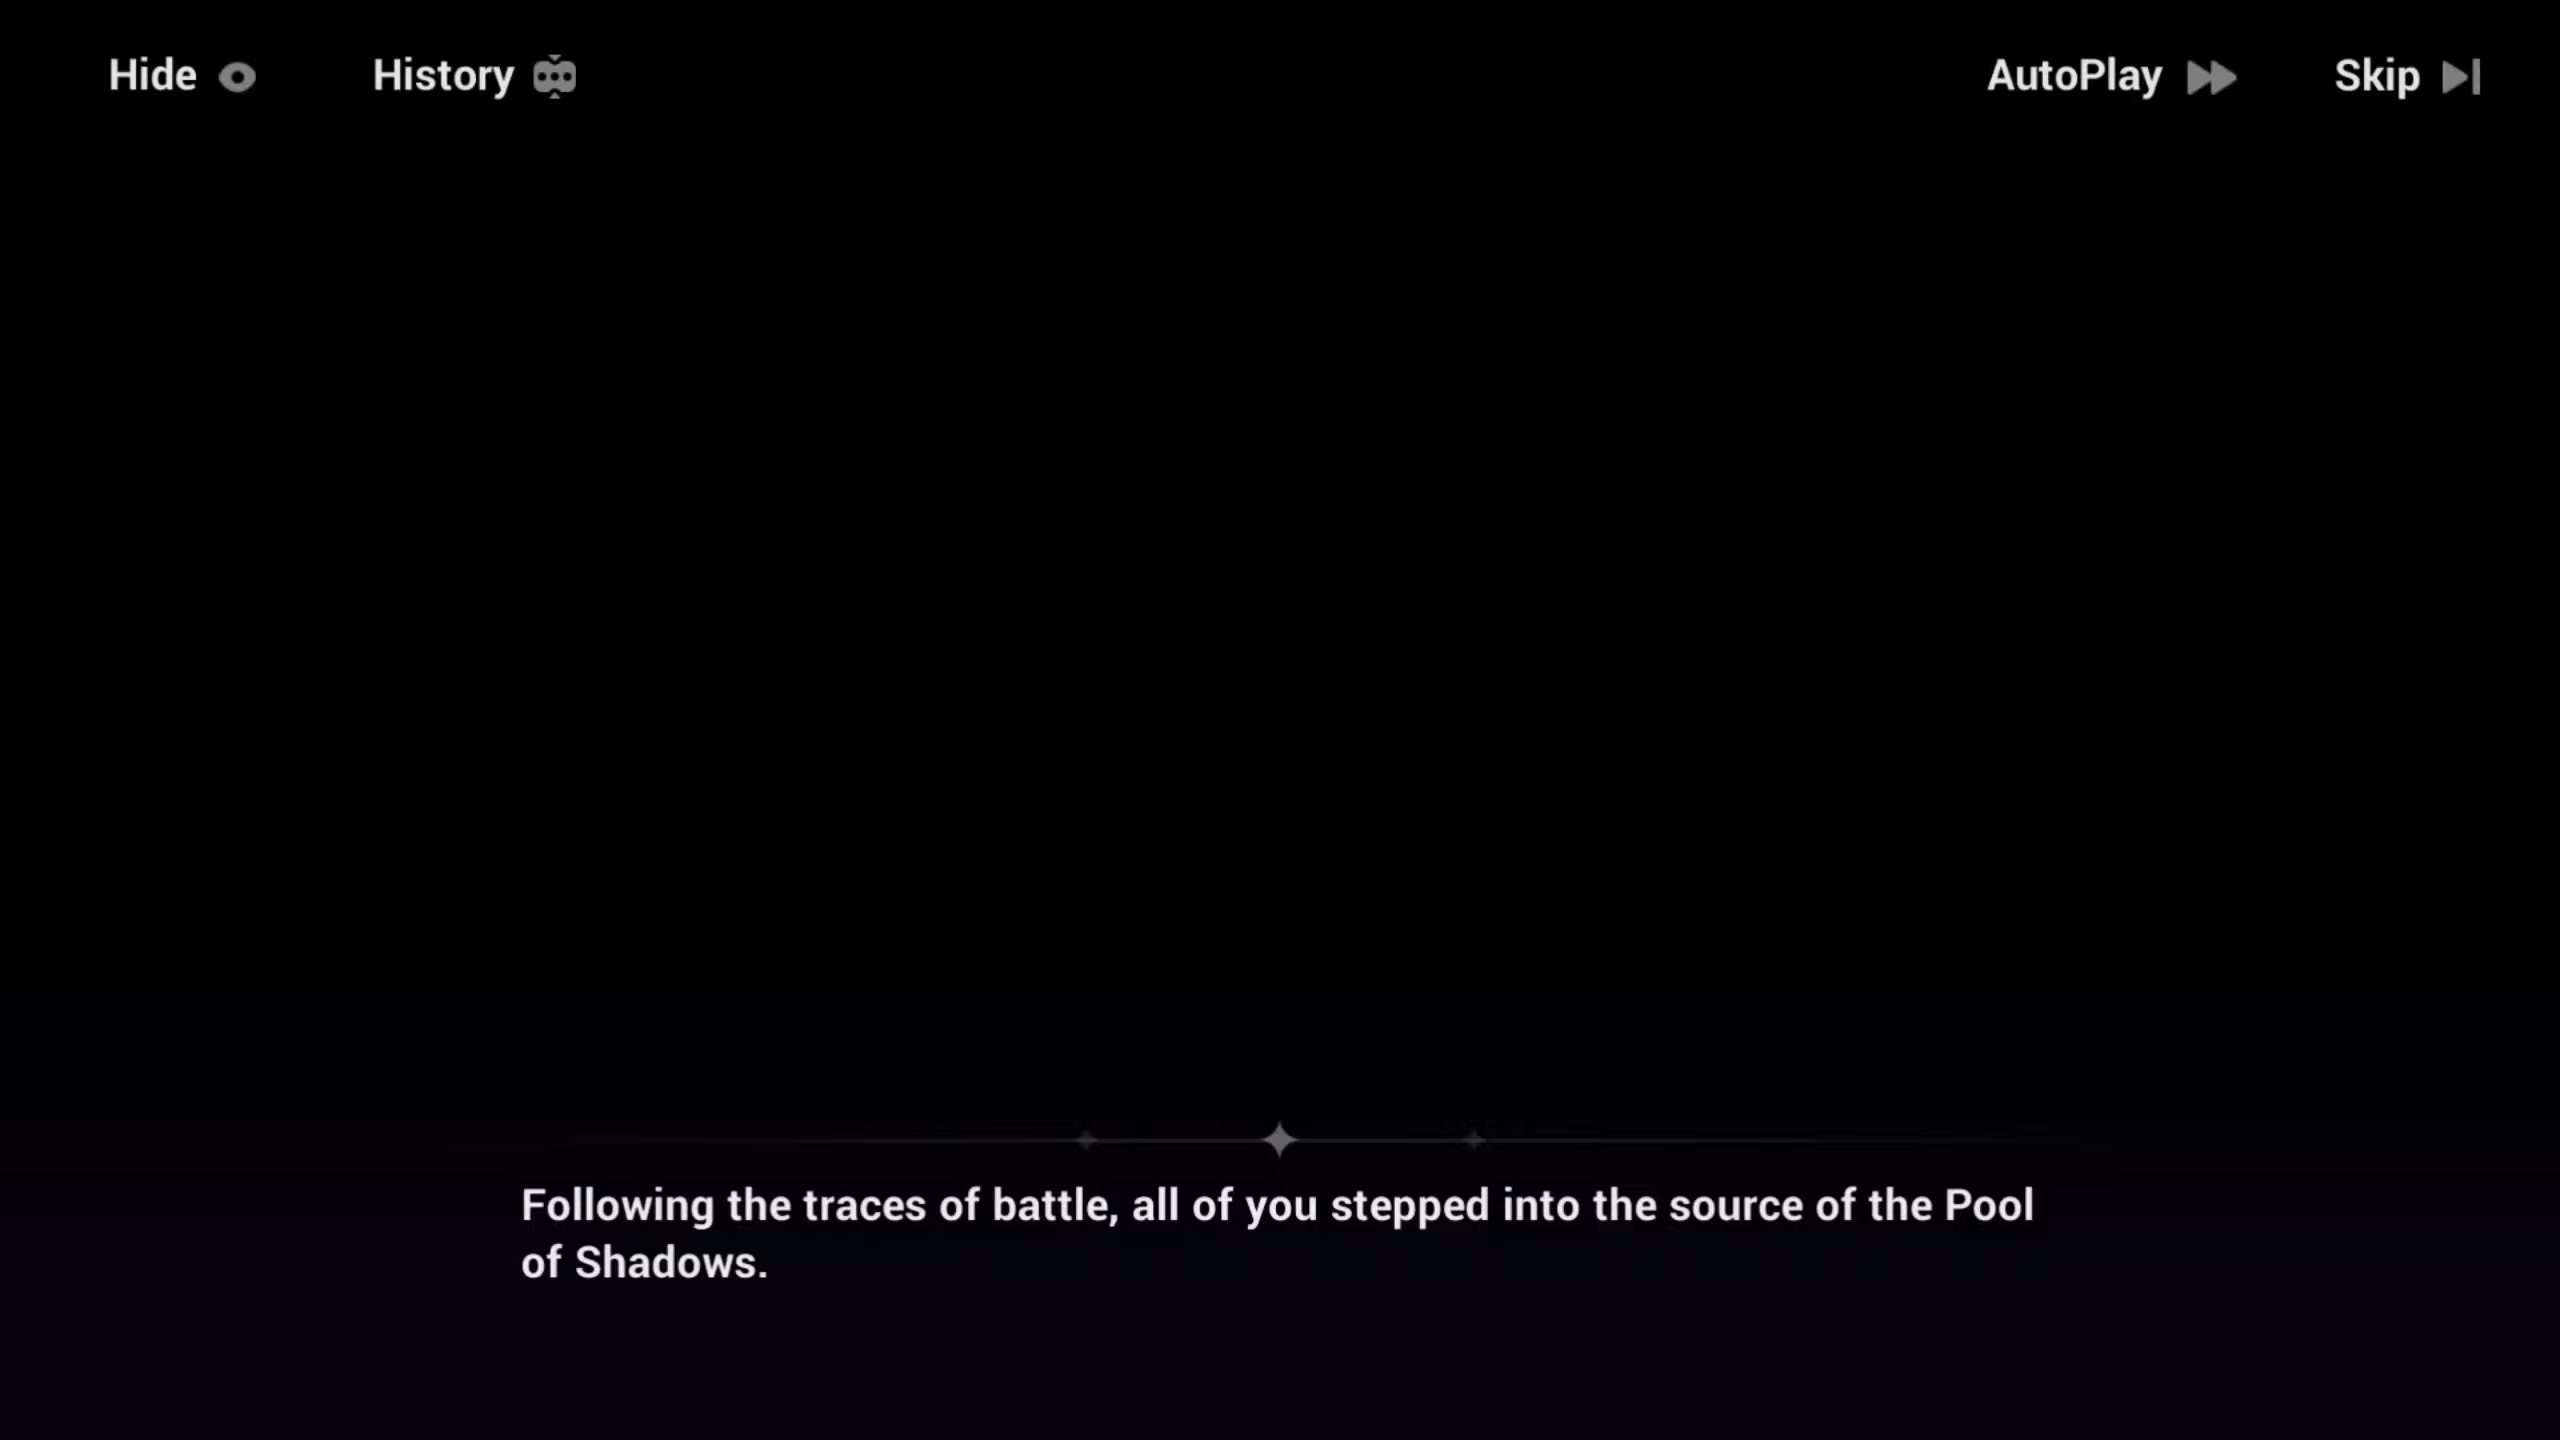 Hide
History
AutoPlay
Skip
Following the traces of battle, all of you stepped into the source of the Pool
of Shadows.